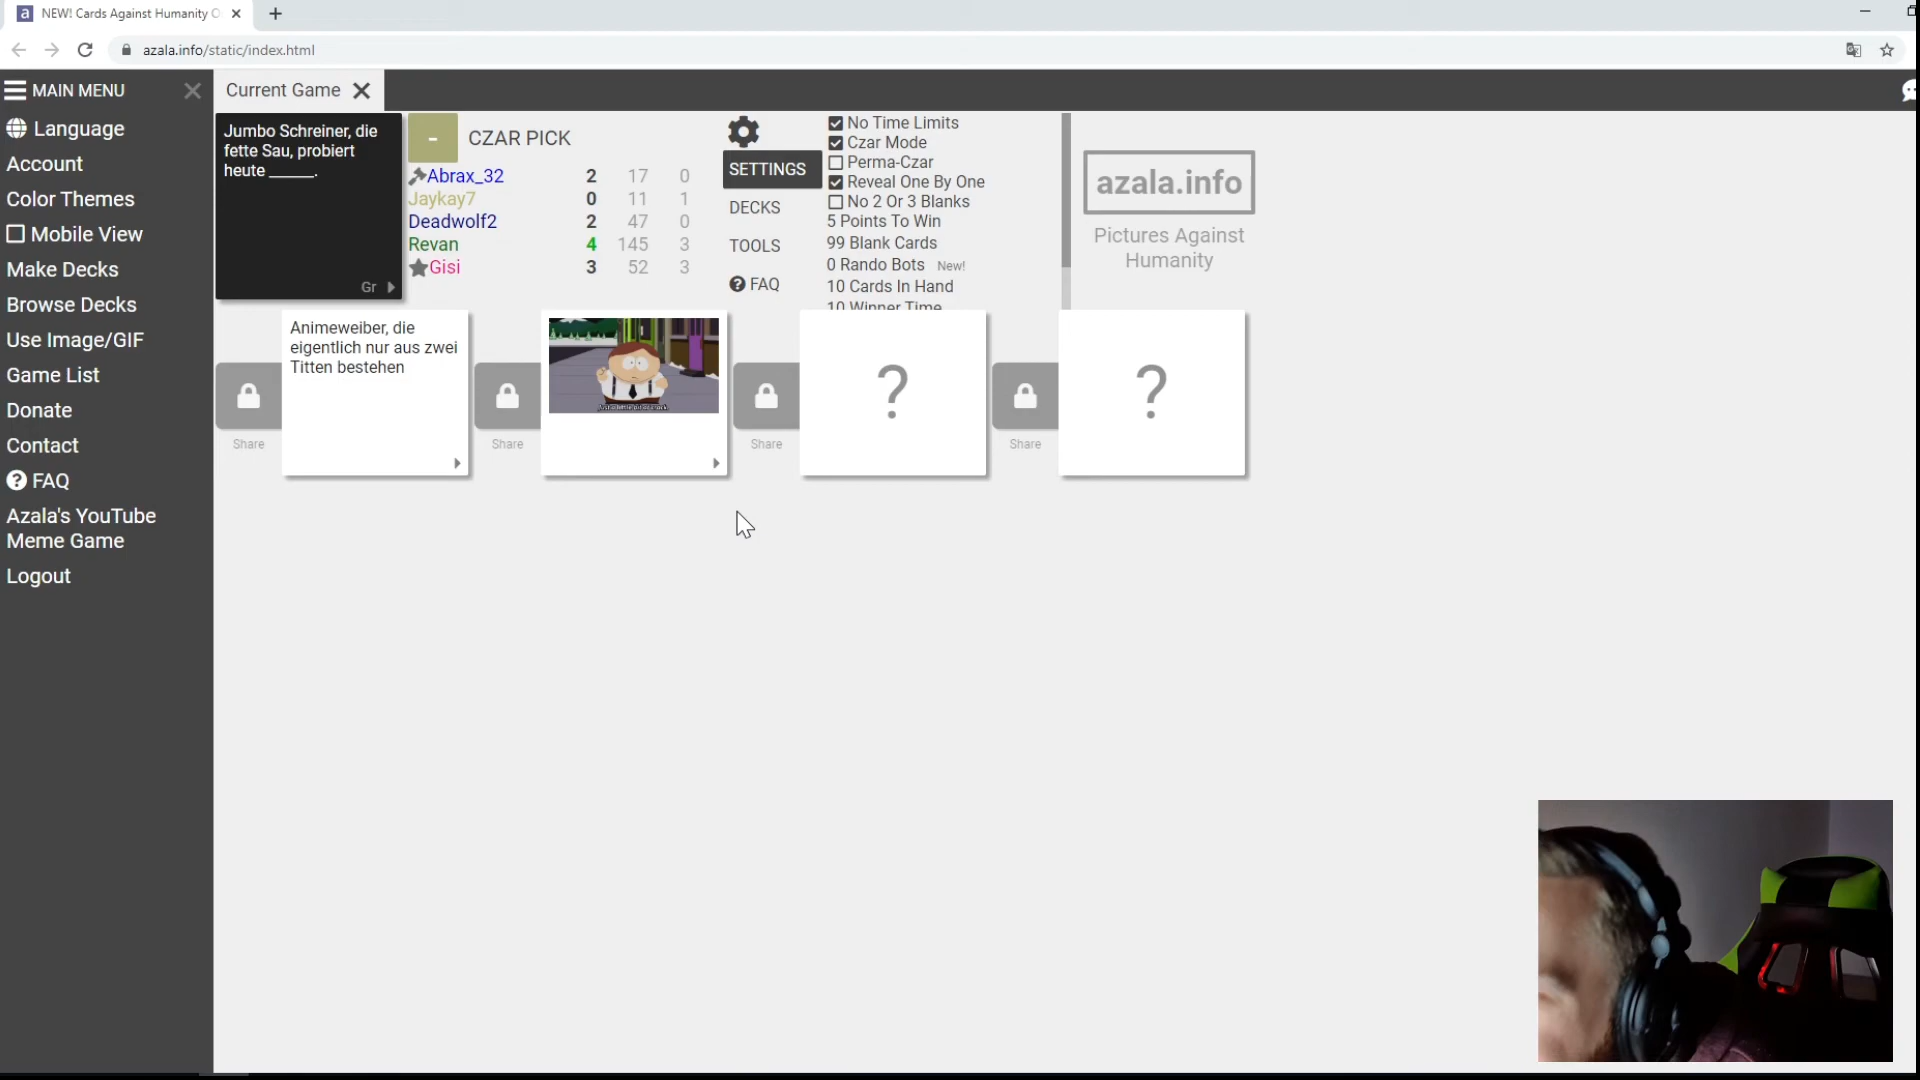 NEW! Cards Against Humanity O
azala.info/static/index.html
MAIN MENU
Language
Account
Color Themes
Mobile View
Make Decks
Browse Decks
Use Image/GIF
Game List
Donate
Contact
FAQ
Azala's YouTube
Meme Game
Logout
Current Game
Jumbo Schreiner, die
fette Sau, probiert
heute ______.
Gr
-
CZAR PICK
Abrax_32 2 17 0
Jaykay7 0 11 1
Deadwolf2 2 47 0
Revan 4 145 3
Gisi 3 52 3
SETTINGS
DECKS
TOOLS
FAQ
No Time Limits
Czar Mode
Perma-Czar
Reveal One By One
No 2 Or 3 Blanks
5 Points To Win
99 Blank Cards
0 Rando Bots New!
10 Cards In Hand
10 Winner Time
azala.info
Pictures Against
Humanity
Share
Animeweiber, die
eigentlich nur aus zwei
Titten bestehen
Share
Share
?
Share
?